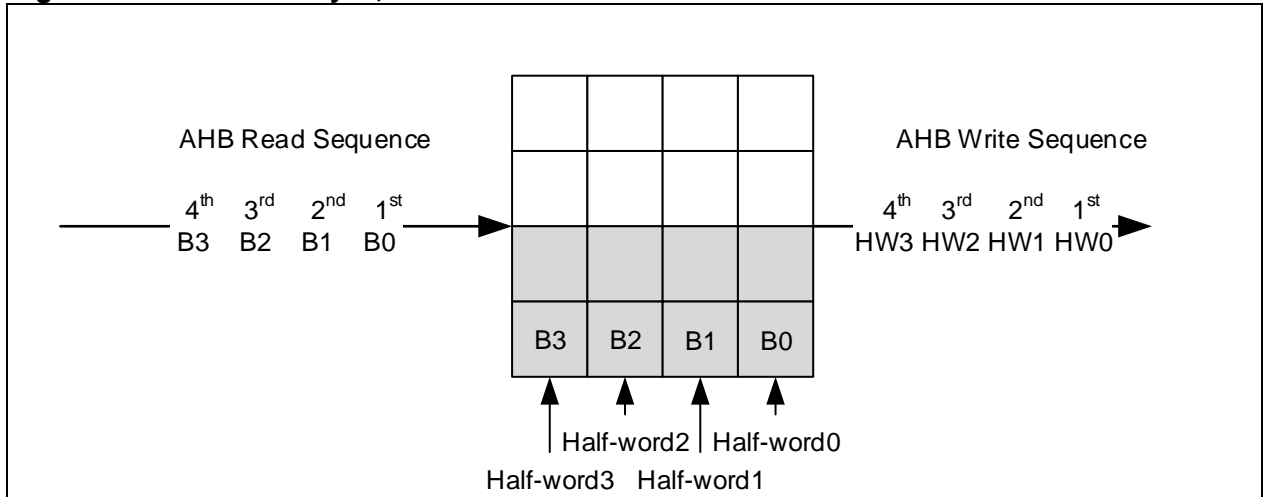 AHB Read Sequence
AHB Write Sequence
4th 3rd 2nd 1st
B3 B2 B1 B0
4th 3rd 2nd 1st
HW3 HW2 HW1 HW0
B3 B2 B1 B0
Half-word2 Half-word0
Half-word3 Half-word1